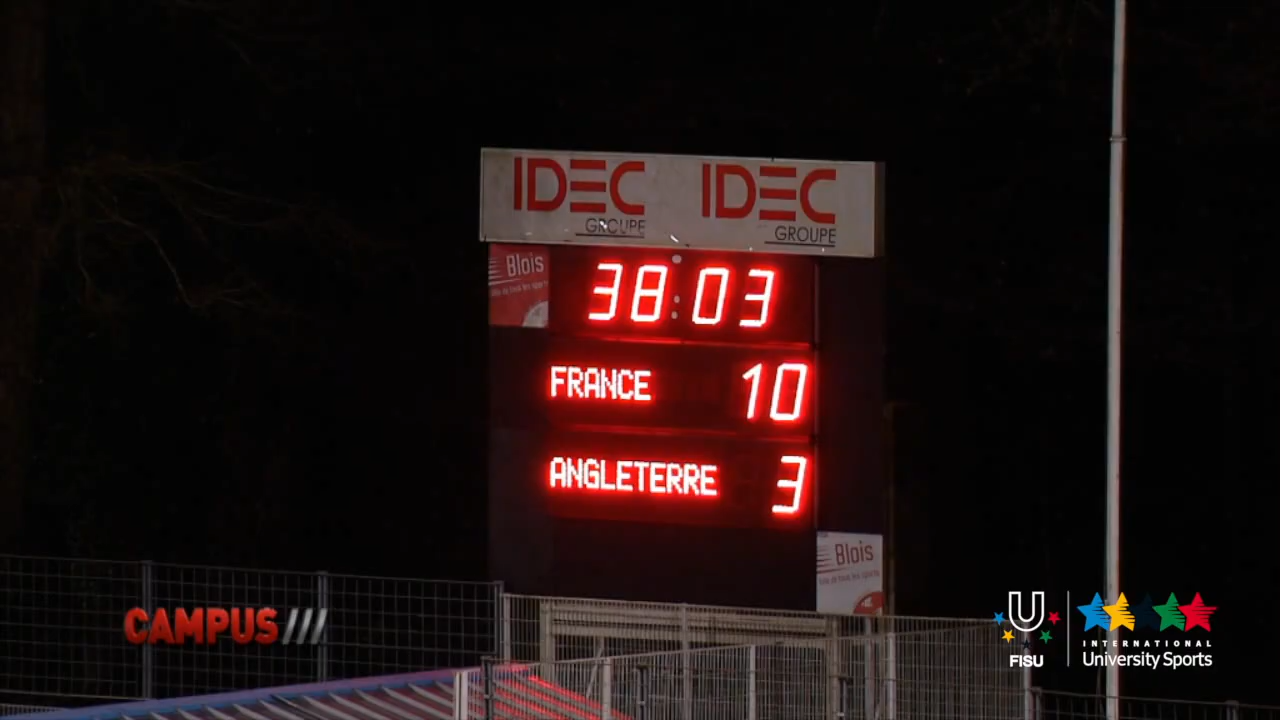 IDEC IDEC
GROUPE GROUPE
Blois
38:03
FRANCE 10
ANGLETERRE 3
Blois
CAMPUS///
FISU
INTERNATIONAL
University Sports